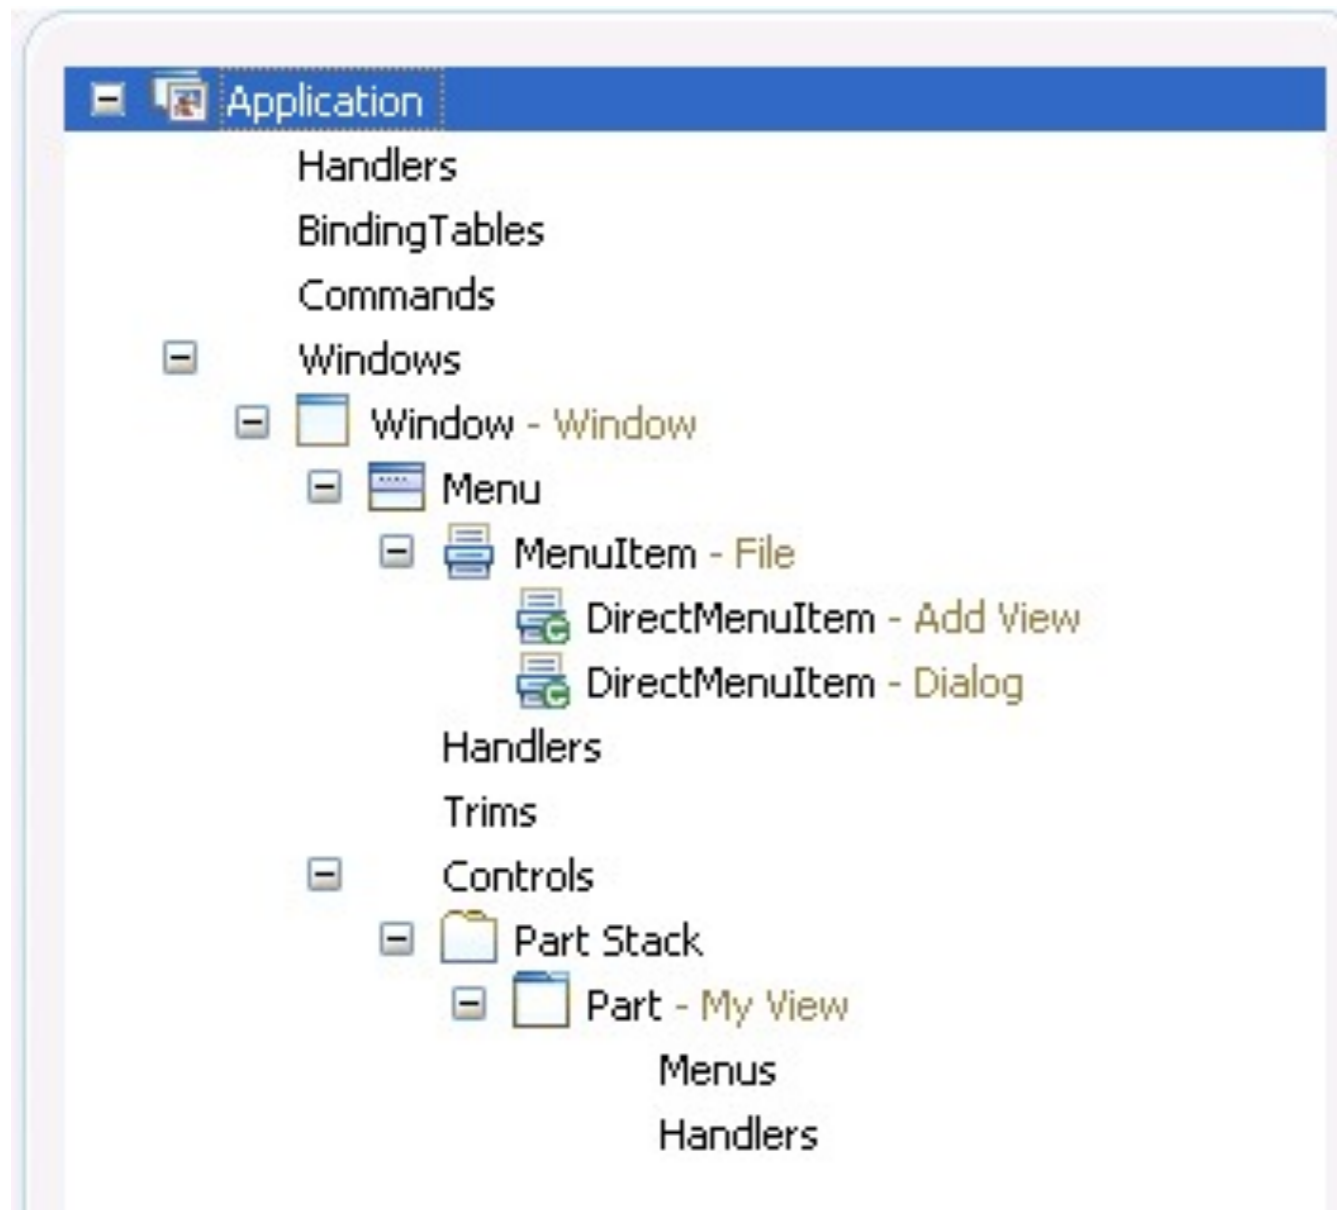 Application
Handlers
BindingTables
Commands
Windows
Window - Window
Menu
MenuItem - File
DirectMenuItem - Add View
DirectMenuItem - Dialog
Handlers
Trims
Controls
Part Stack
Part - My View
Menus
Handlers